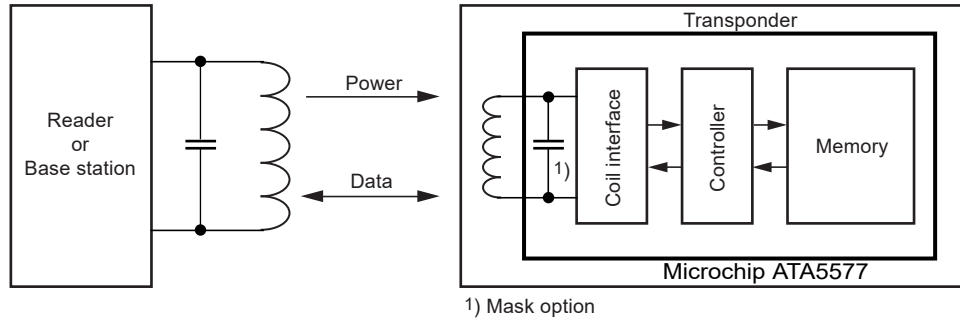 Transponder
Reader
or
Base station
Power
Data
1)
Coil interface
Controller
Memory
Microchip ATA5577
1) Mask option